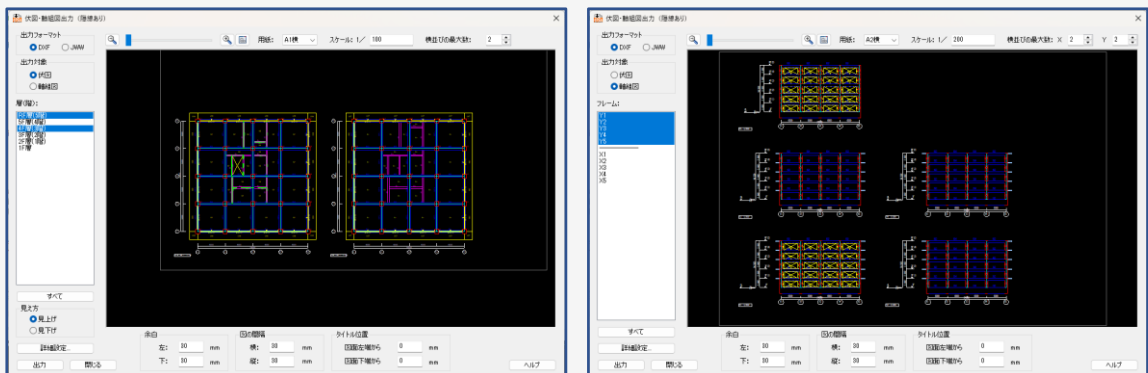 伏図・軸組図出力 (隠線あり)
出力フォーマット
DXF
JWW
用紙:
A1横
スケール: 1/
100
横並びの最大数:
2
出力対象
伏図
軸組図
層(階):
2F層(1階)
1F層
すべて
見え方
見上げ
見下げ
詳細設定...
出力
閉じる
余白
左:
30
mm
下:
30
mm
図の間隔
横:
30
mm
縦:
30
mm
タイトル位置
図面左端から
0
mm
図面下端から
0
mm
ヘルプ
伏図・軸組図出力 (隠線あり)
出力フォーマット
DXF
JWW
用紙:
A2横
スケール: 1/
200
横並びの最大数: X
2
Y
2
出力対象
伏図
軸組図
フレーム:
Y1
Y2
Y3
Y4
Y5
X1
X2
X3
X4
X5
すべて
詳細設定...
出力
閉じる
余白
左:
30
mm
下:
30
mm
図の間隔
横:
30
mm
縦:
30
mm
タイトル位置
図面左端から
0
mm
図面下端から
0
mm
ヘルプ